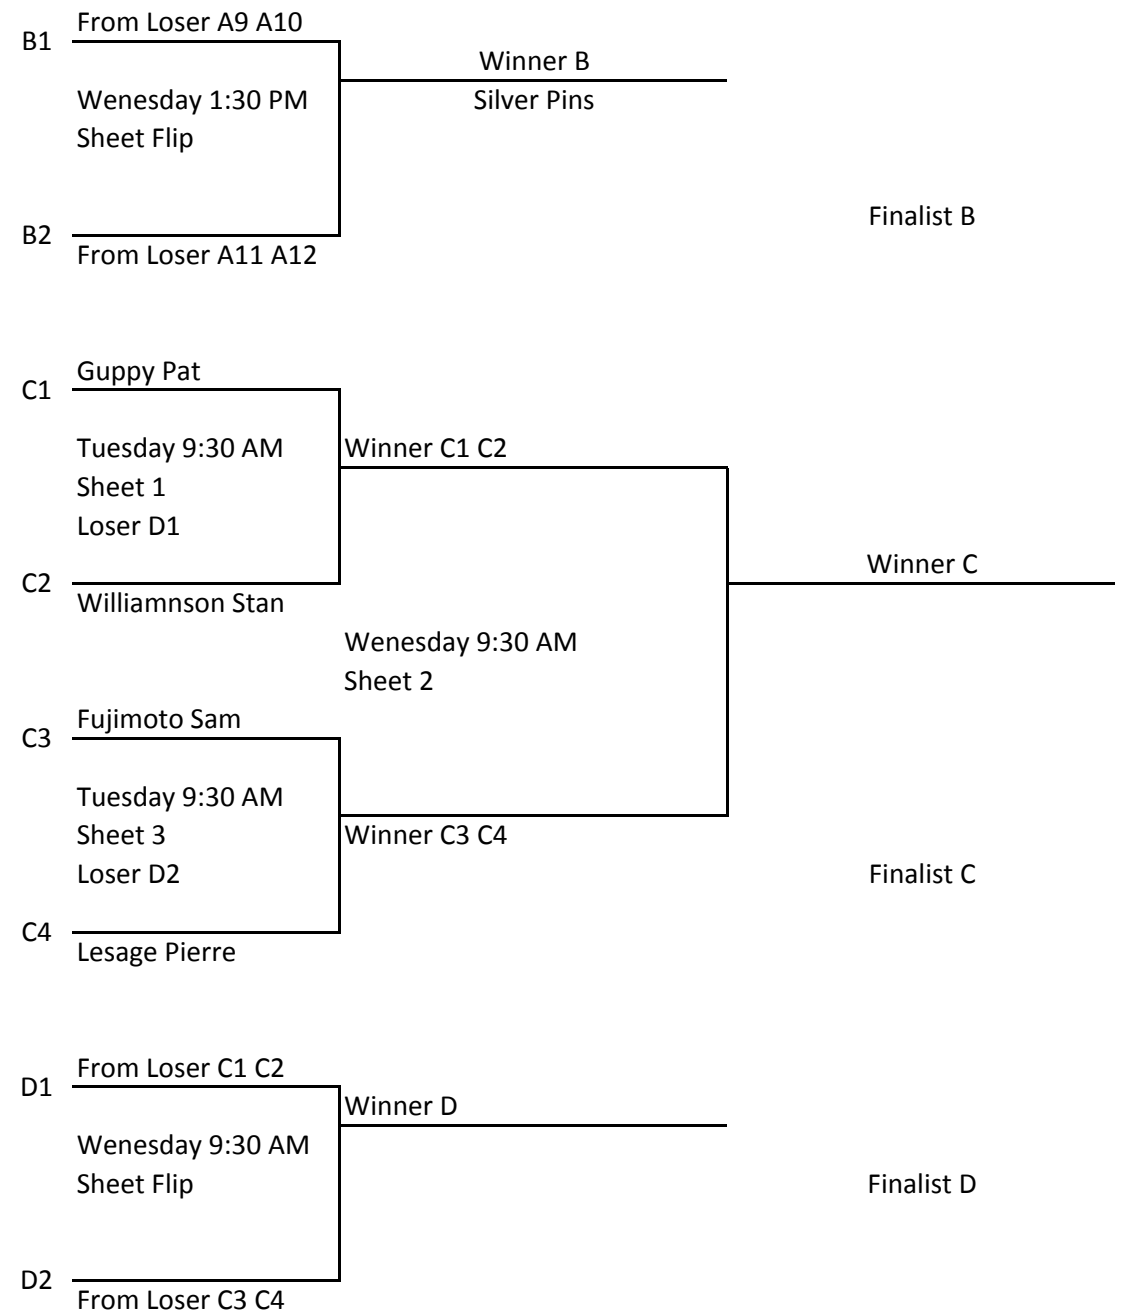 From Loser A9 A10
B1
Winner B
Wenesday 1:30 PM
Silver Pins
Sheet Flip
Finalist B
B2
From Loser A11 A12
Guppy Pat
C1
Tuesday 9:30 AM
Winner C1 C2
Sheet 1
Loser D1
Winner C
C2
Williamnson Stan
Wenesday 9:30 AM
Sheet 2
Fujimoto Sam
C3
Tuesday 9:30 AM
Sheet 3
Winner C3 C4
Loser D2
Finalist C
C4
Lesage Pierre
From Loser C1 C2
D1
Winner D
Wenesday 9:30 AM
Sheet Flip
Finalist D
D2
From Loser C3 C4